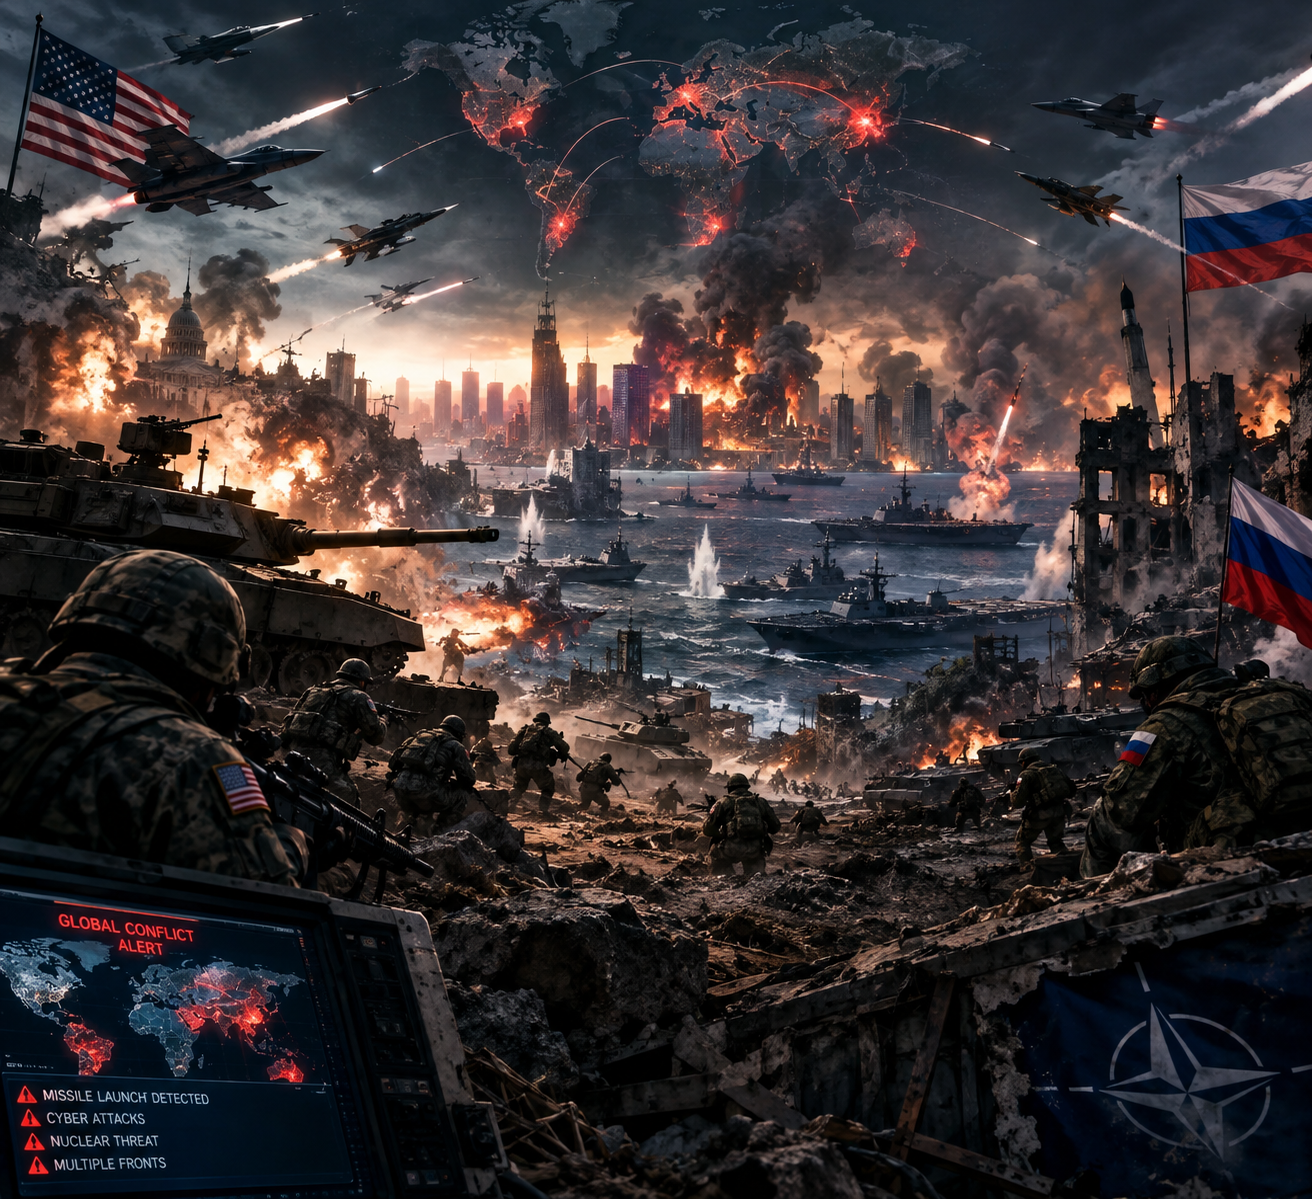 GLOBAL CONFLICT
ALERT
MISSILE LAUNCH DETECTED
CYBER ATTACKS
NUCLEAR THREAT
MULTIPLE FRONTS